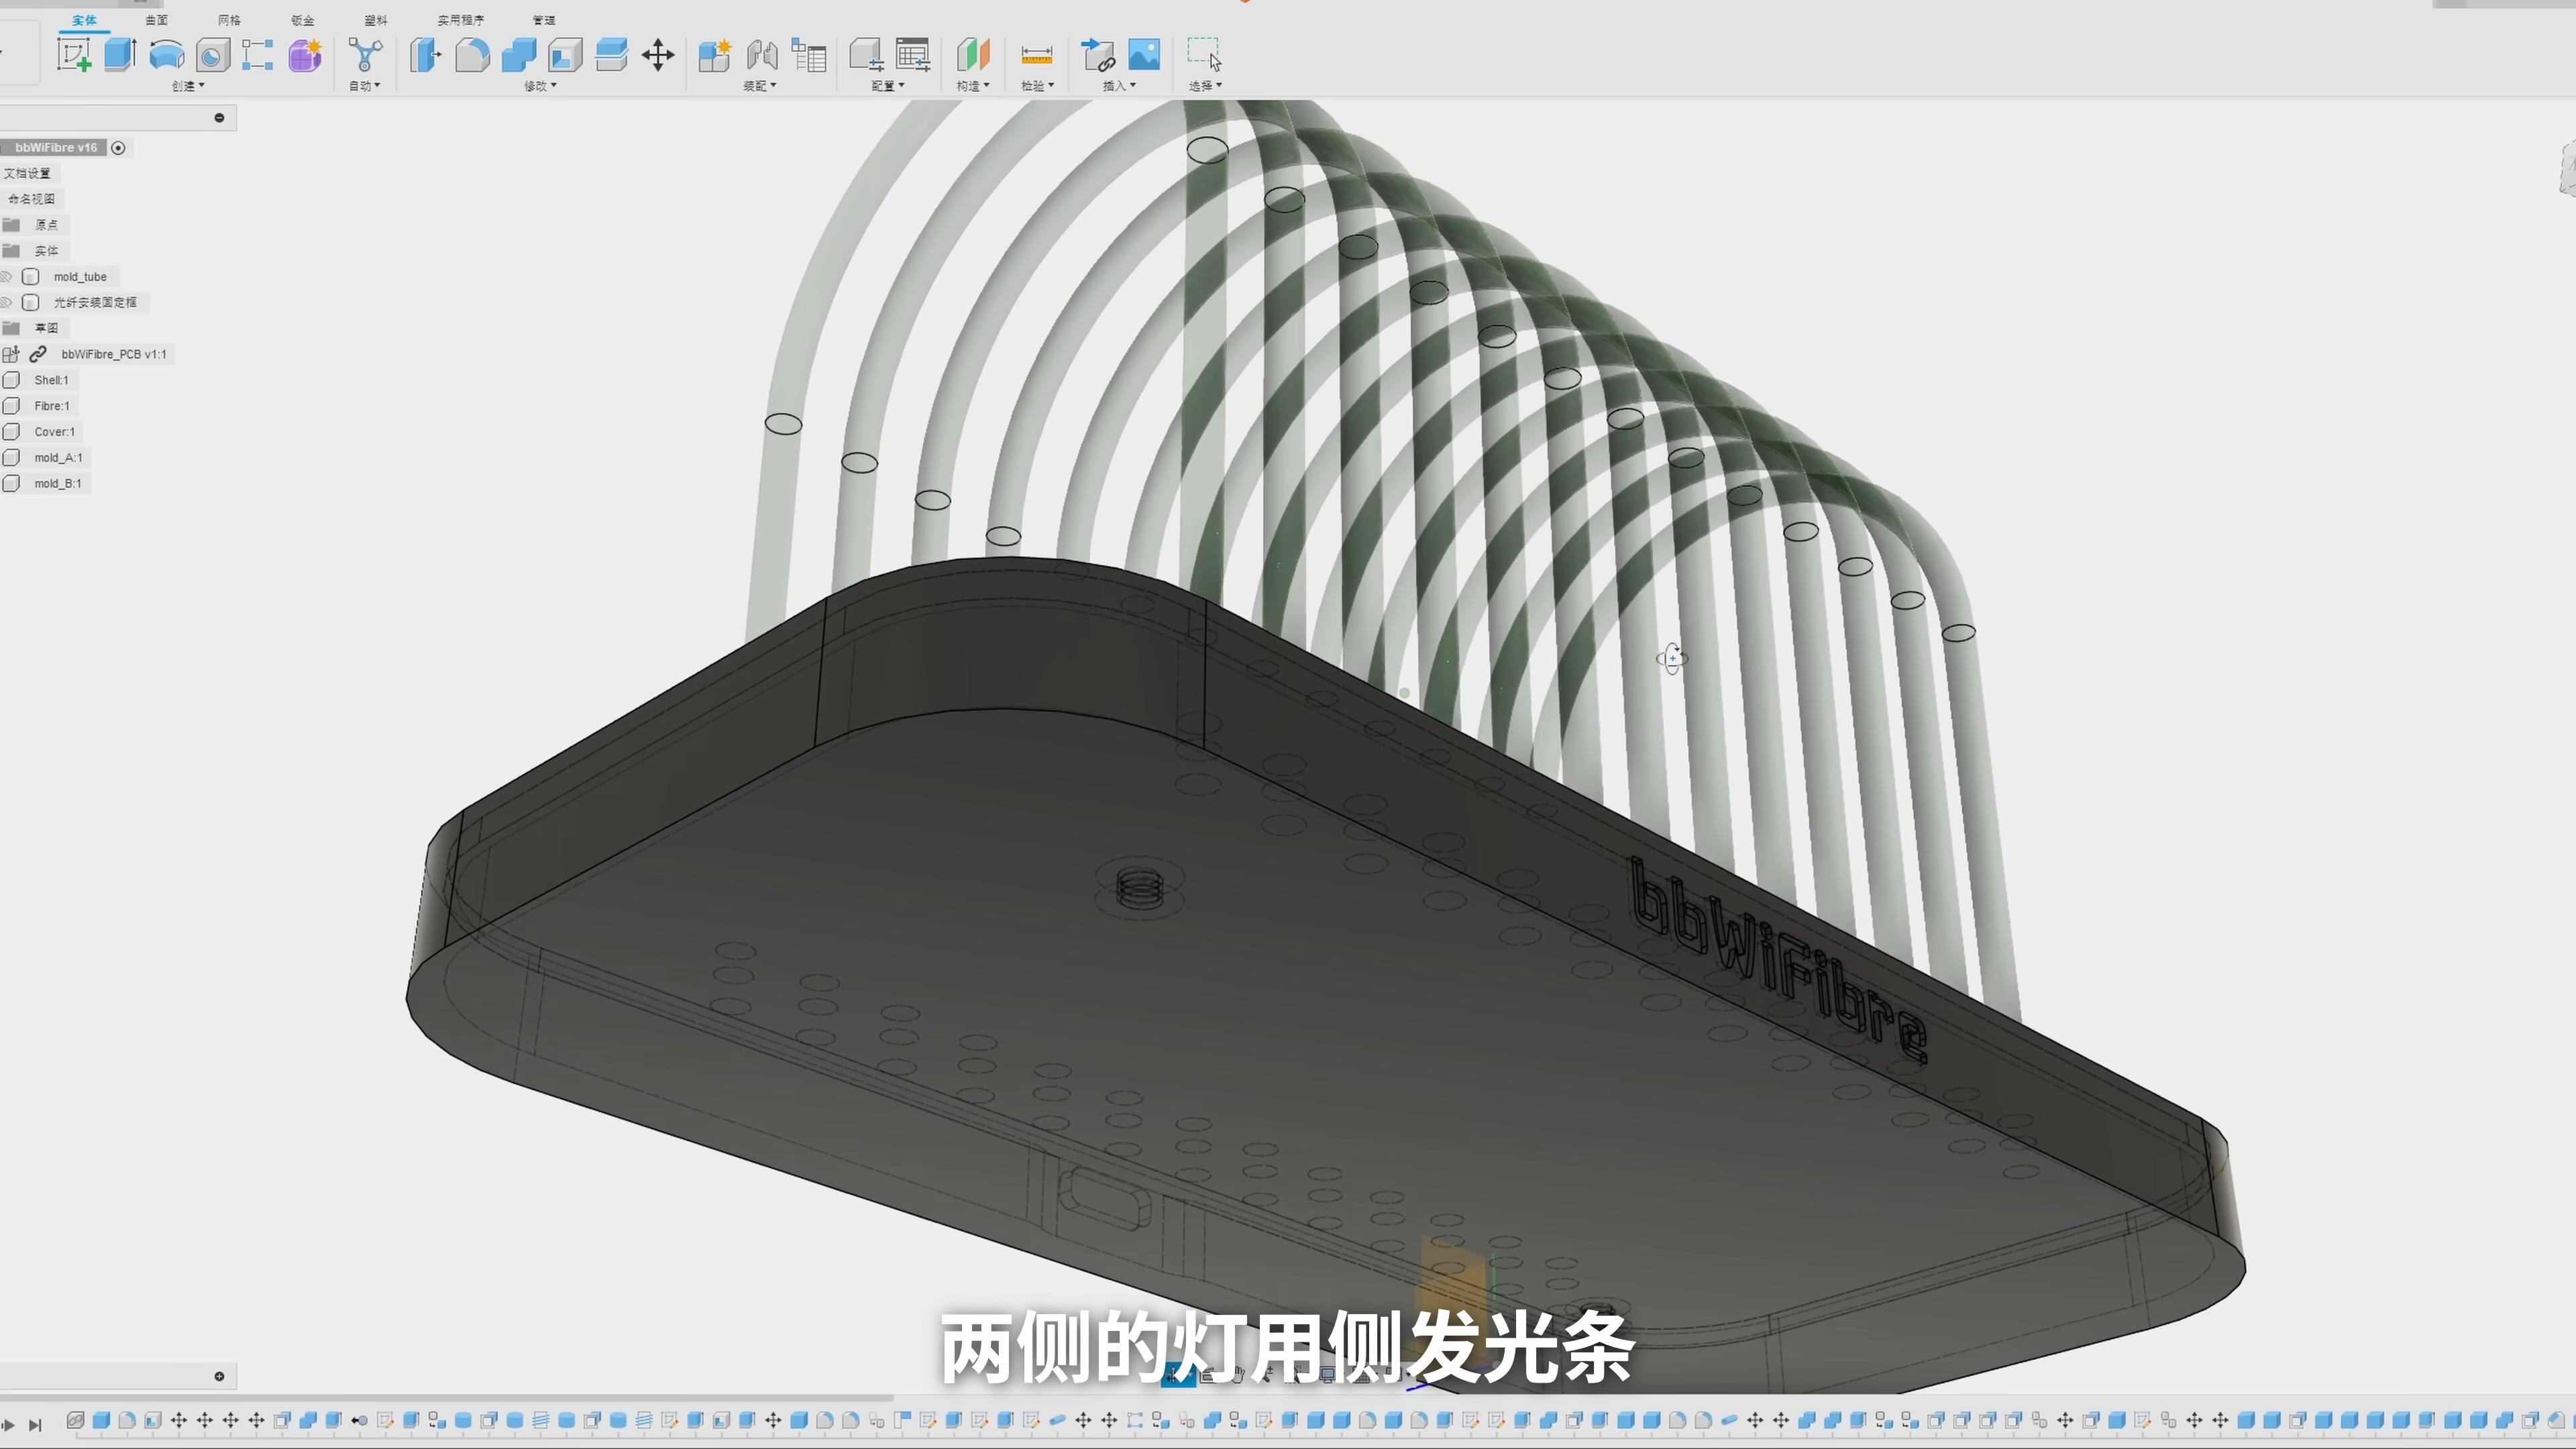 实体 曲面 网格 钣金 塑料 实用程序 管理
创建 自动 修改 装配 配置 构造 检验 插入 选择
bbWiFibre v16
文档设置
命名视图
原点
实体
mold_tube
光纤安装固定框
草图
bbWiFibre_PCB v1:1
Shell:1
Fibre:1
Cover:1
mold_A:1
mold_B:1
bbWiFibre
两侧的灯用侧发光条